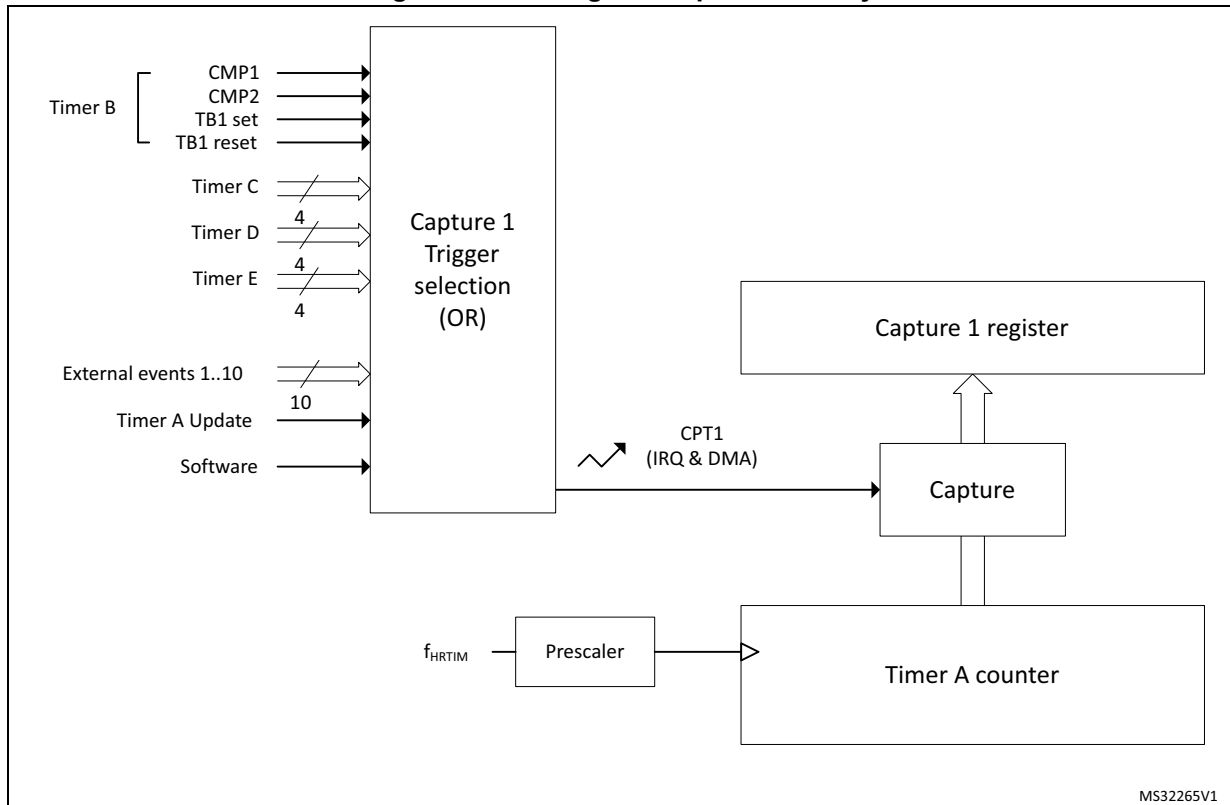 CMP1
CMP2
Timer B
TB1 set
TB1 reset
Timer C
4
Timer D
4
Timer E
4
Capture 1
Trigger
selection
(OR)
External events 1..10
10
Timer A Update
Software
CPT1
(IRQ & DMA)
Capture 1 register
Capture
fHRTIM
Prescaler
Timer A counter
MS32265V1